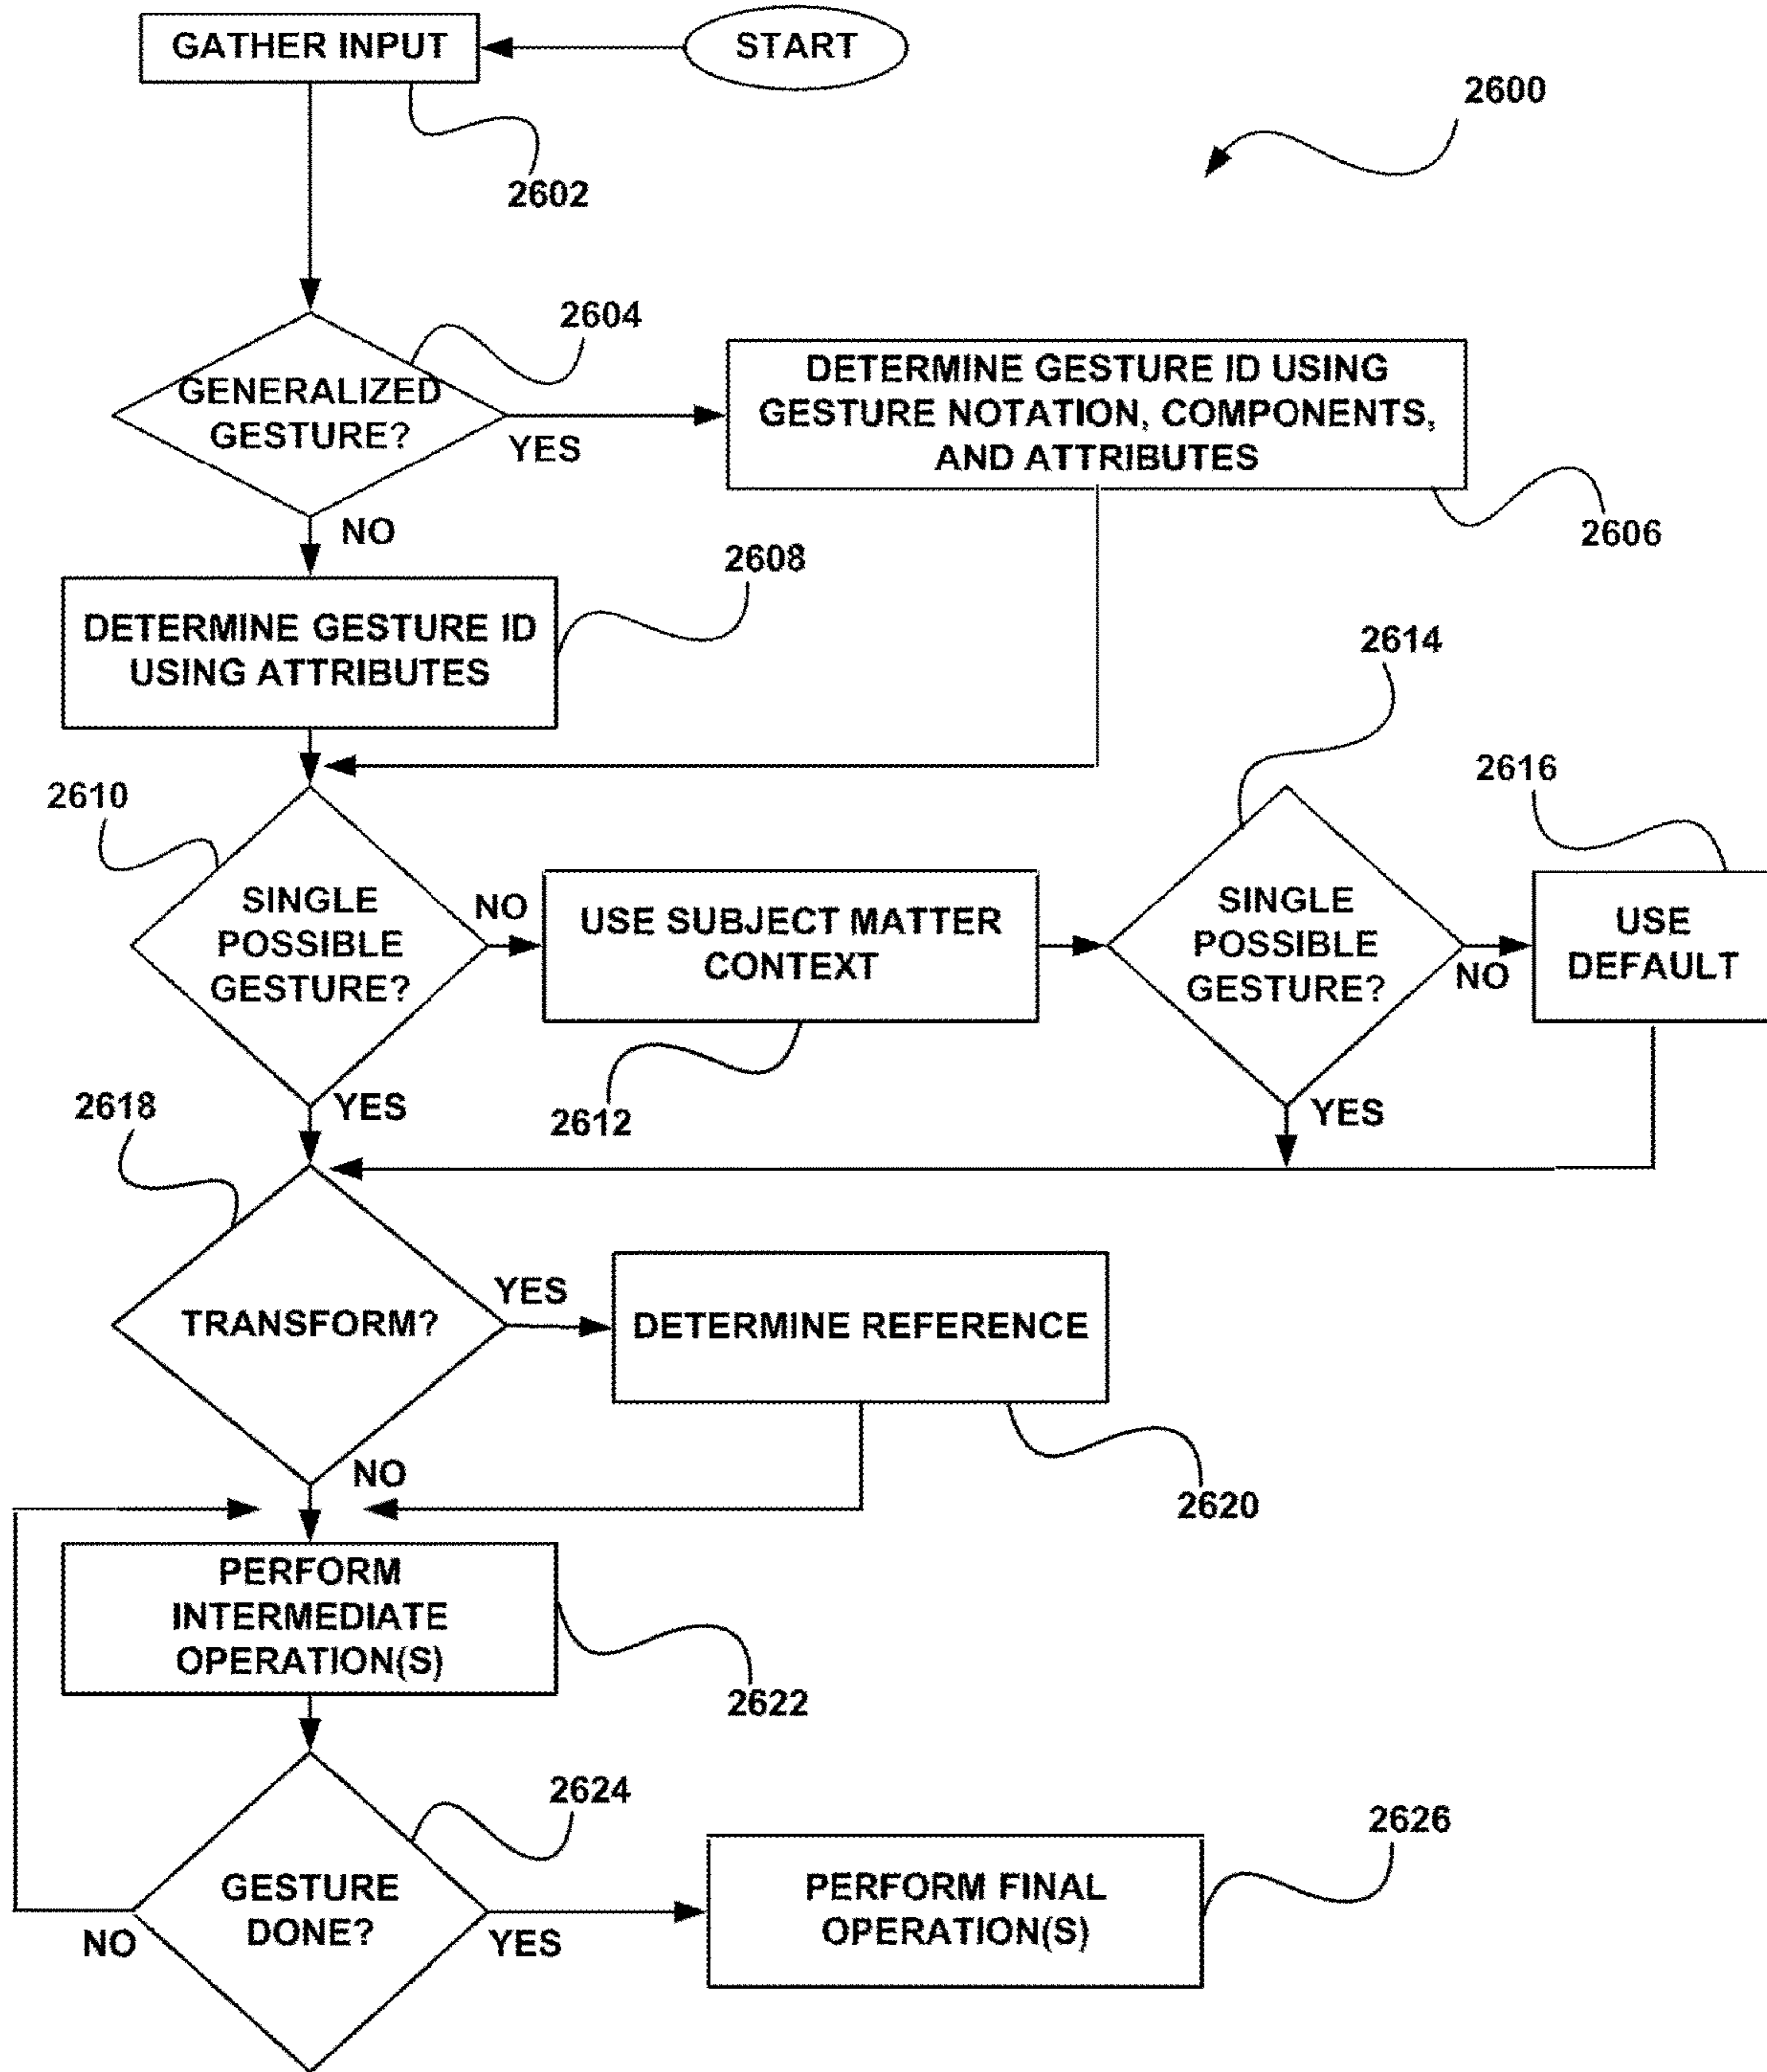 GATHER INPUT
START
2600
2602
2604
GENERALIZED
GESTURE?
YES
DETERMINE GESTURE ID USING
GESTURE NOTATION, COMPONENTS,
AND ATTRIBUTES
2606
NO
2608
DETERMINE GESTURE ID
USING ATTRIBUTES
2614
2610
2616
SINGLE
POSSIBLE
GESTURE?
NO
USE SUBJECT MATTER
CONTEXT
SINGLE
POSSIBLE
GESTURE?
NO
USE
DEFAULT
2618
YES
2612
YES
TRANSFORM?
YES
DETERMINE REFERENCE
NO
2620
PERFORM
INTERMEDIATE
OPERATION(S)
2622
2624
2626
GESTURE
DONE?
NO
YES
PERFORM FINAL
OPERATION(S)